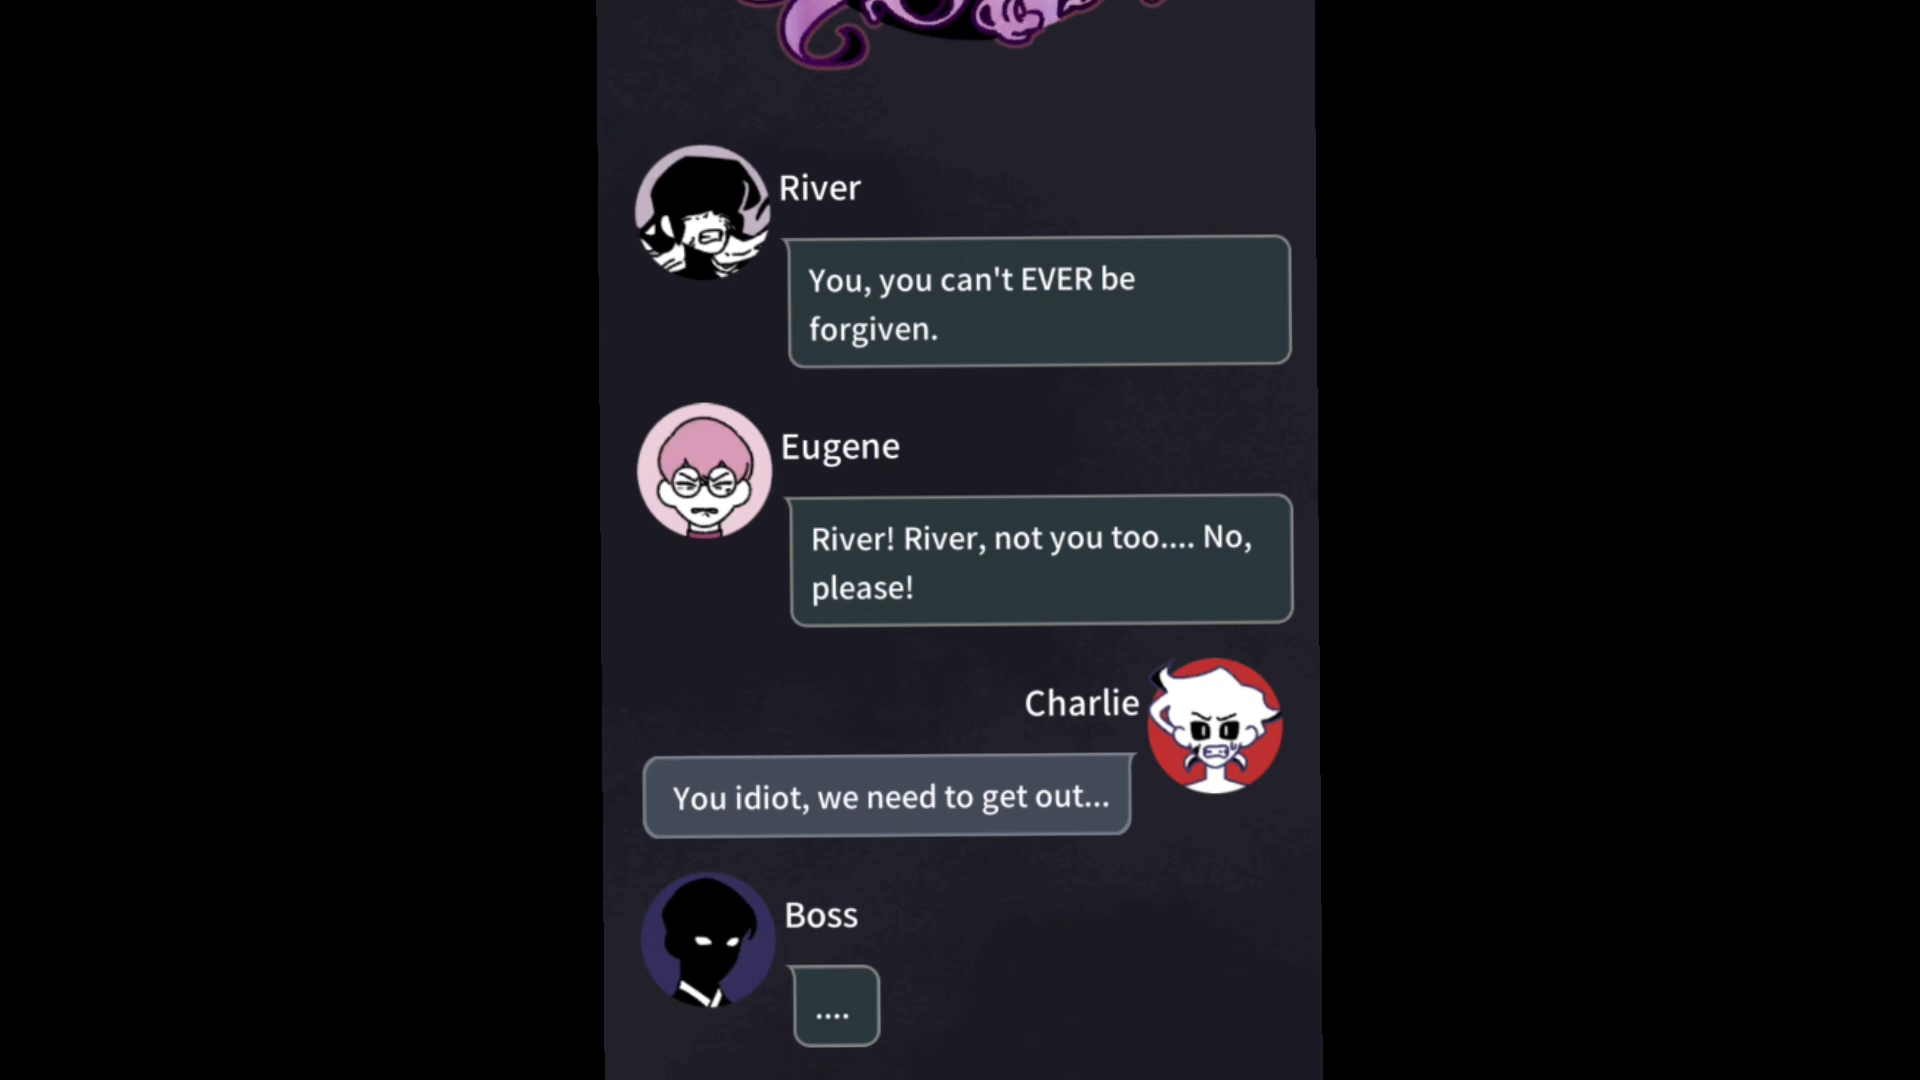 River
You, you can't EVER be
forgiven.
Eugene
River! River, not you too.... No,
please!
Charlie
You idiot, we need to get out...
Boss
....